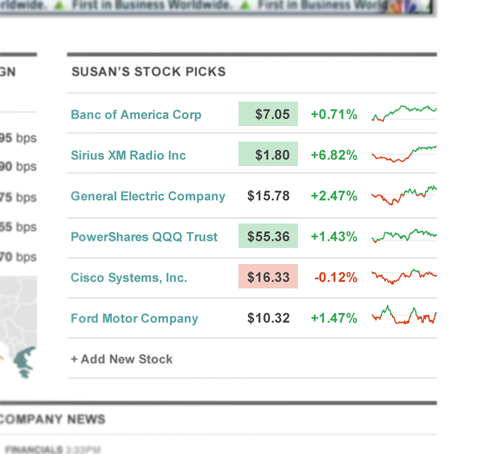 First in Business Worldwide.
First in Business
SUSAN'S STOCK PICKS
Banc of America Corp $7.05 +0.71%
Sirius XM Radio Inc $1.80 +6.82%
General Electric Company $15.78 +2.47%
PowerShares QQQ Trust $55.36 +1.43%
Cisco Systems, Inc. $16.33 -0.12%
Ford Motor Company $10.32 +1.47%
+ Add New Stock
95 bps
90 bps
75 bps
55 bps
70 bps
COMPANY NEWS
FINANCIALS 3:33PM